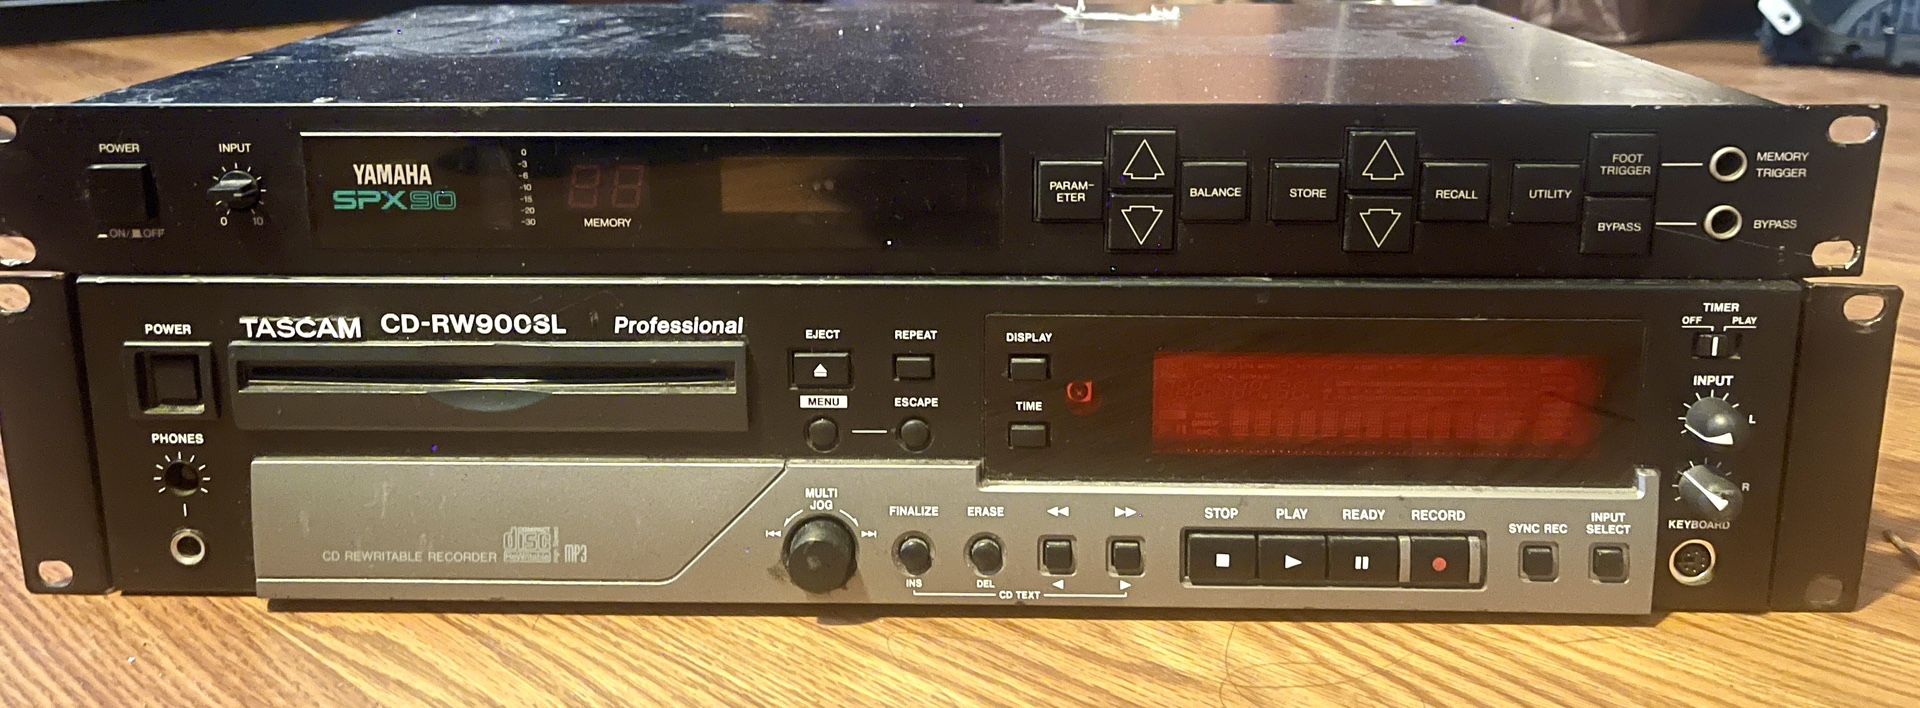 POWER
ON/ OFF
INPUT
0 10
YAMAHA
SPX90
0
-3
-6
-10
-15
-20
-30
MEMORY
PARAM-
ETER
BALANCE
STORE
RECALL
UTILITY
FOOT
TRIGGER
BYPASS
MEMORY
TRIGGER
BYPASS
POWER
TASCAM CD-RW900SL Professional
PHONES
EJECT
REPEAT
MENU
ESCAPE
DISPLAY
TIME
TIMER
OFF PLAY
INPUT
L
R
KEYBOARD
CD REWRITABLE RECORDER
COMPACT
disc
ReWritable
MP3
MULTI
JOG
FINALIZE
ERASE
INS
DEL
CD TEXT
STOP
PLAY
READY
RECORD
SYNC REC
INPUT
SELECT